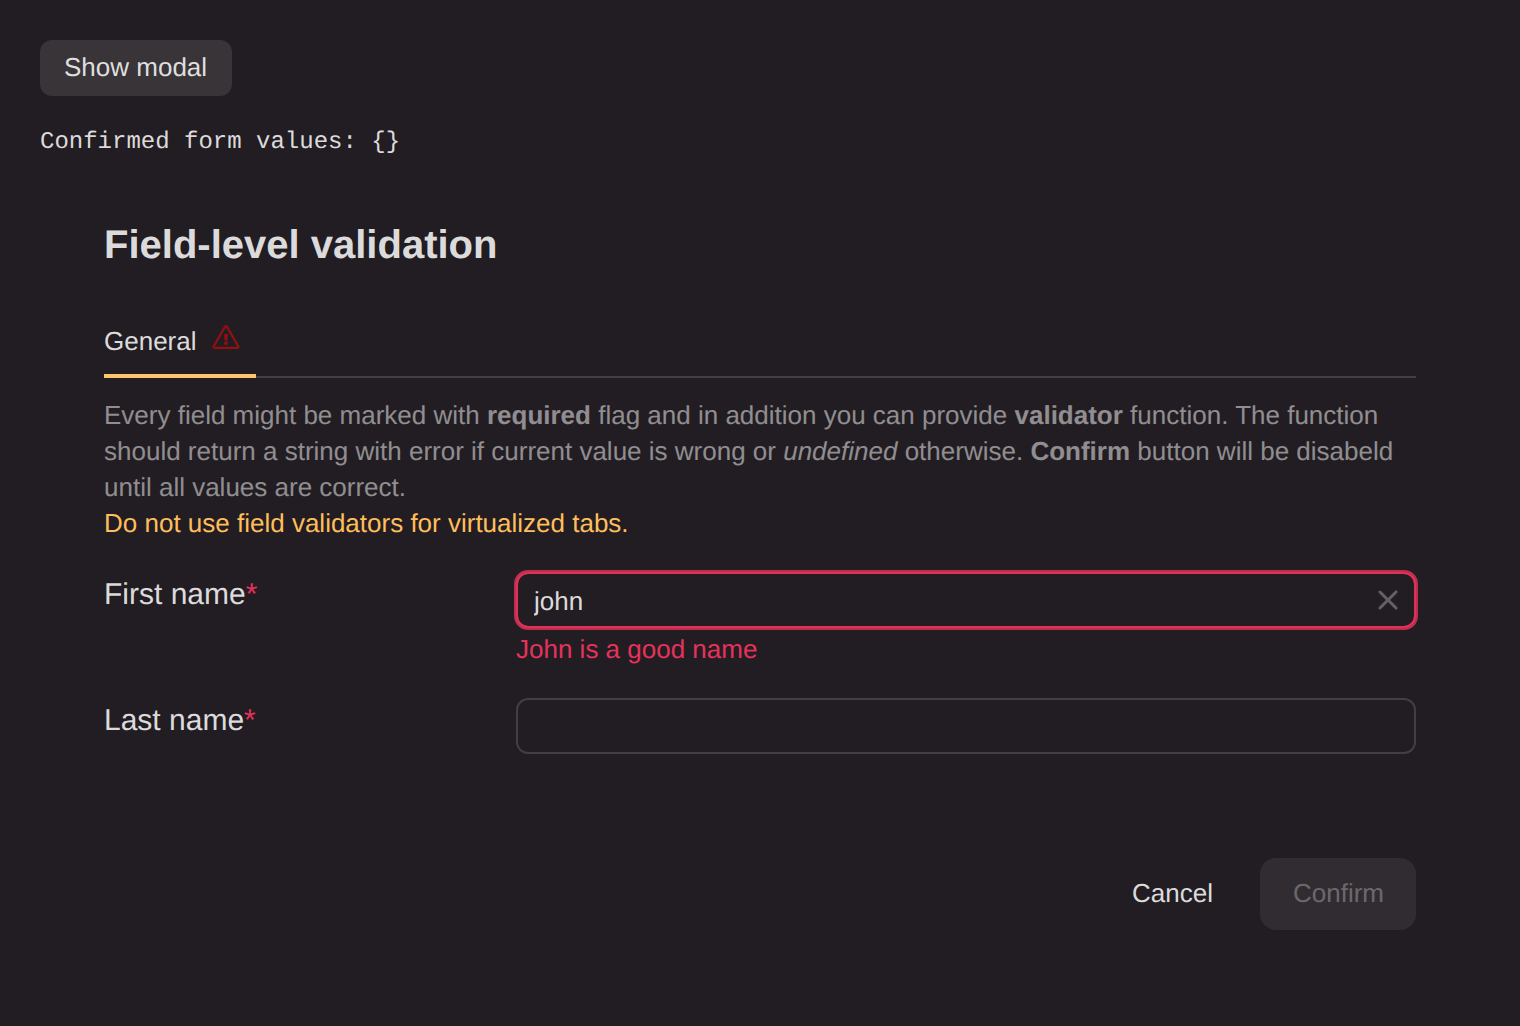 Show modal
Confirmed form values: {}
Field-level validation
General
Every field might be marked with required flag and in addition you can provide validator function. The function
should return a string with error if current value is wrong or undefined otherwise. Confirm button will be disabeld
until all values are correct.
Do not use field validators for virtualized tabs.
First name*
john
John is a good name
Last name*
Cancel
Confirm